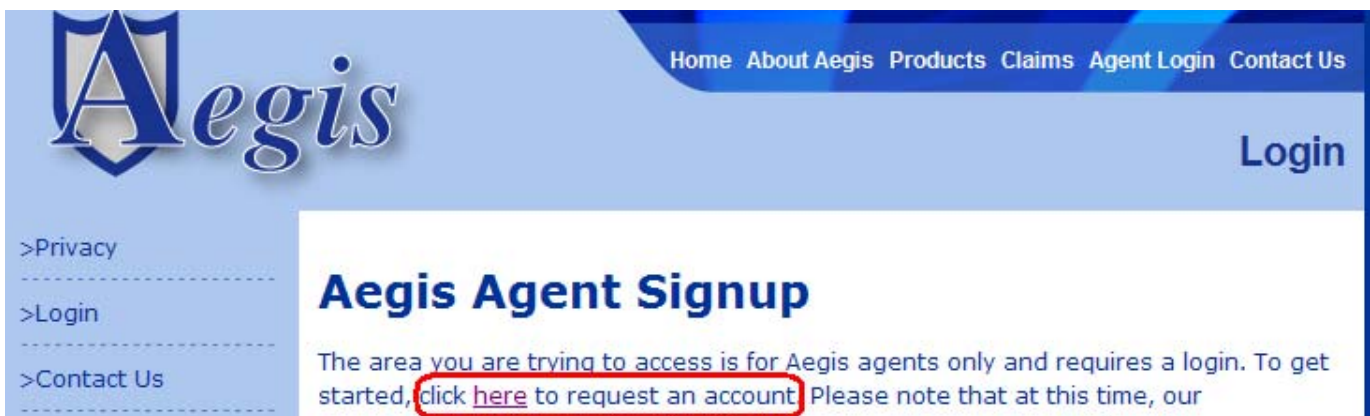 Aegis
Home About Aegis Products Claims Agent Login Contact Us
Login
>Privacy
>Login
>Contact Us
Aegis Agent Signup
The area you are trying to access is for Aegis agents only and requires a login. To get
started, click here to request an account. Please note that at this time, our